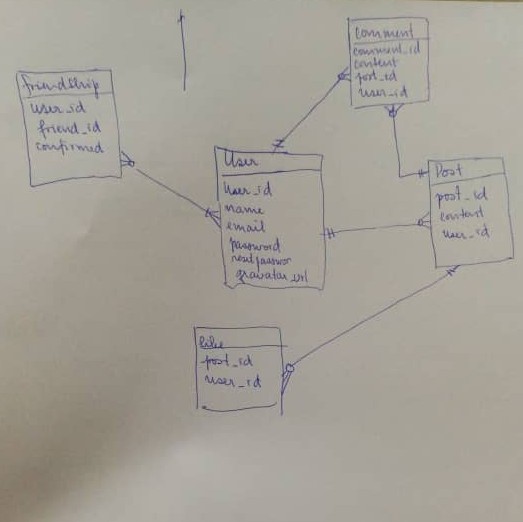 Comment
comment_id
content
post_id
user_id
friendship
user_id
friend_id
confirmed
User
User_id
name
email
password
gravatar_url
Post
post_id
content
user_id
like
post_id
user_id